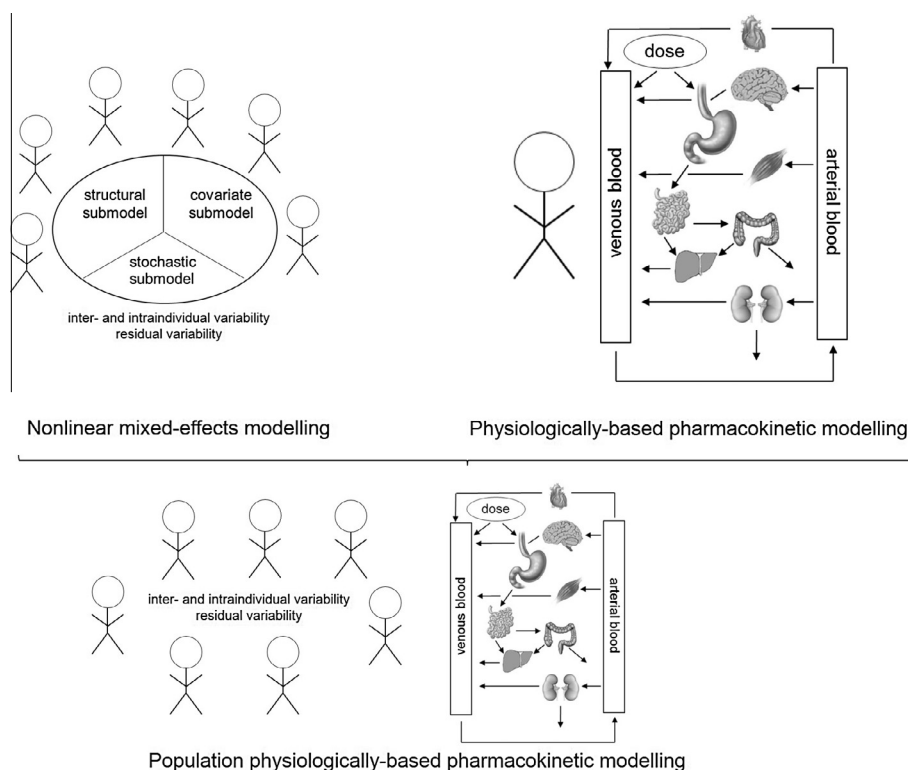 structural
submodel
covariate
submodel
stochastic
submodel
inter- and intraindividual variability
residual variability
dose
venous blood
arterial blood
Nonlinear mixed-effects modelling
Physiologically-based pharmacokinetic modelling
inter- and intraindividual variability
residual variability
dose
venous blood
arterial blood
Population physiologically-based pharmacokinetic modelling